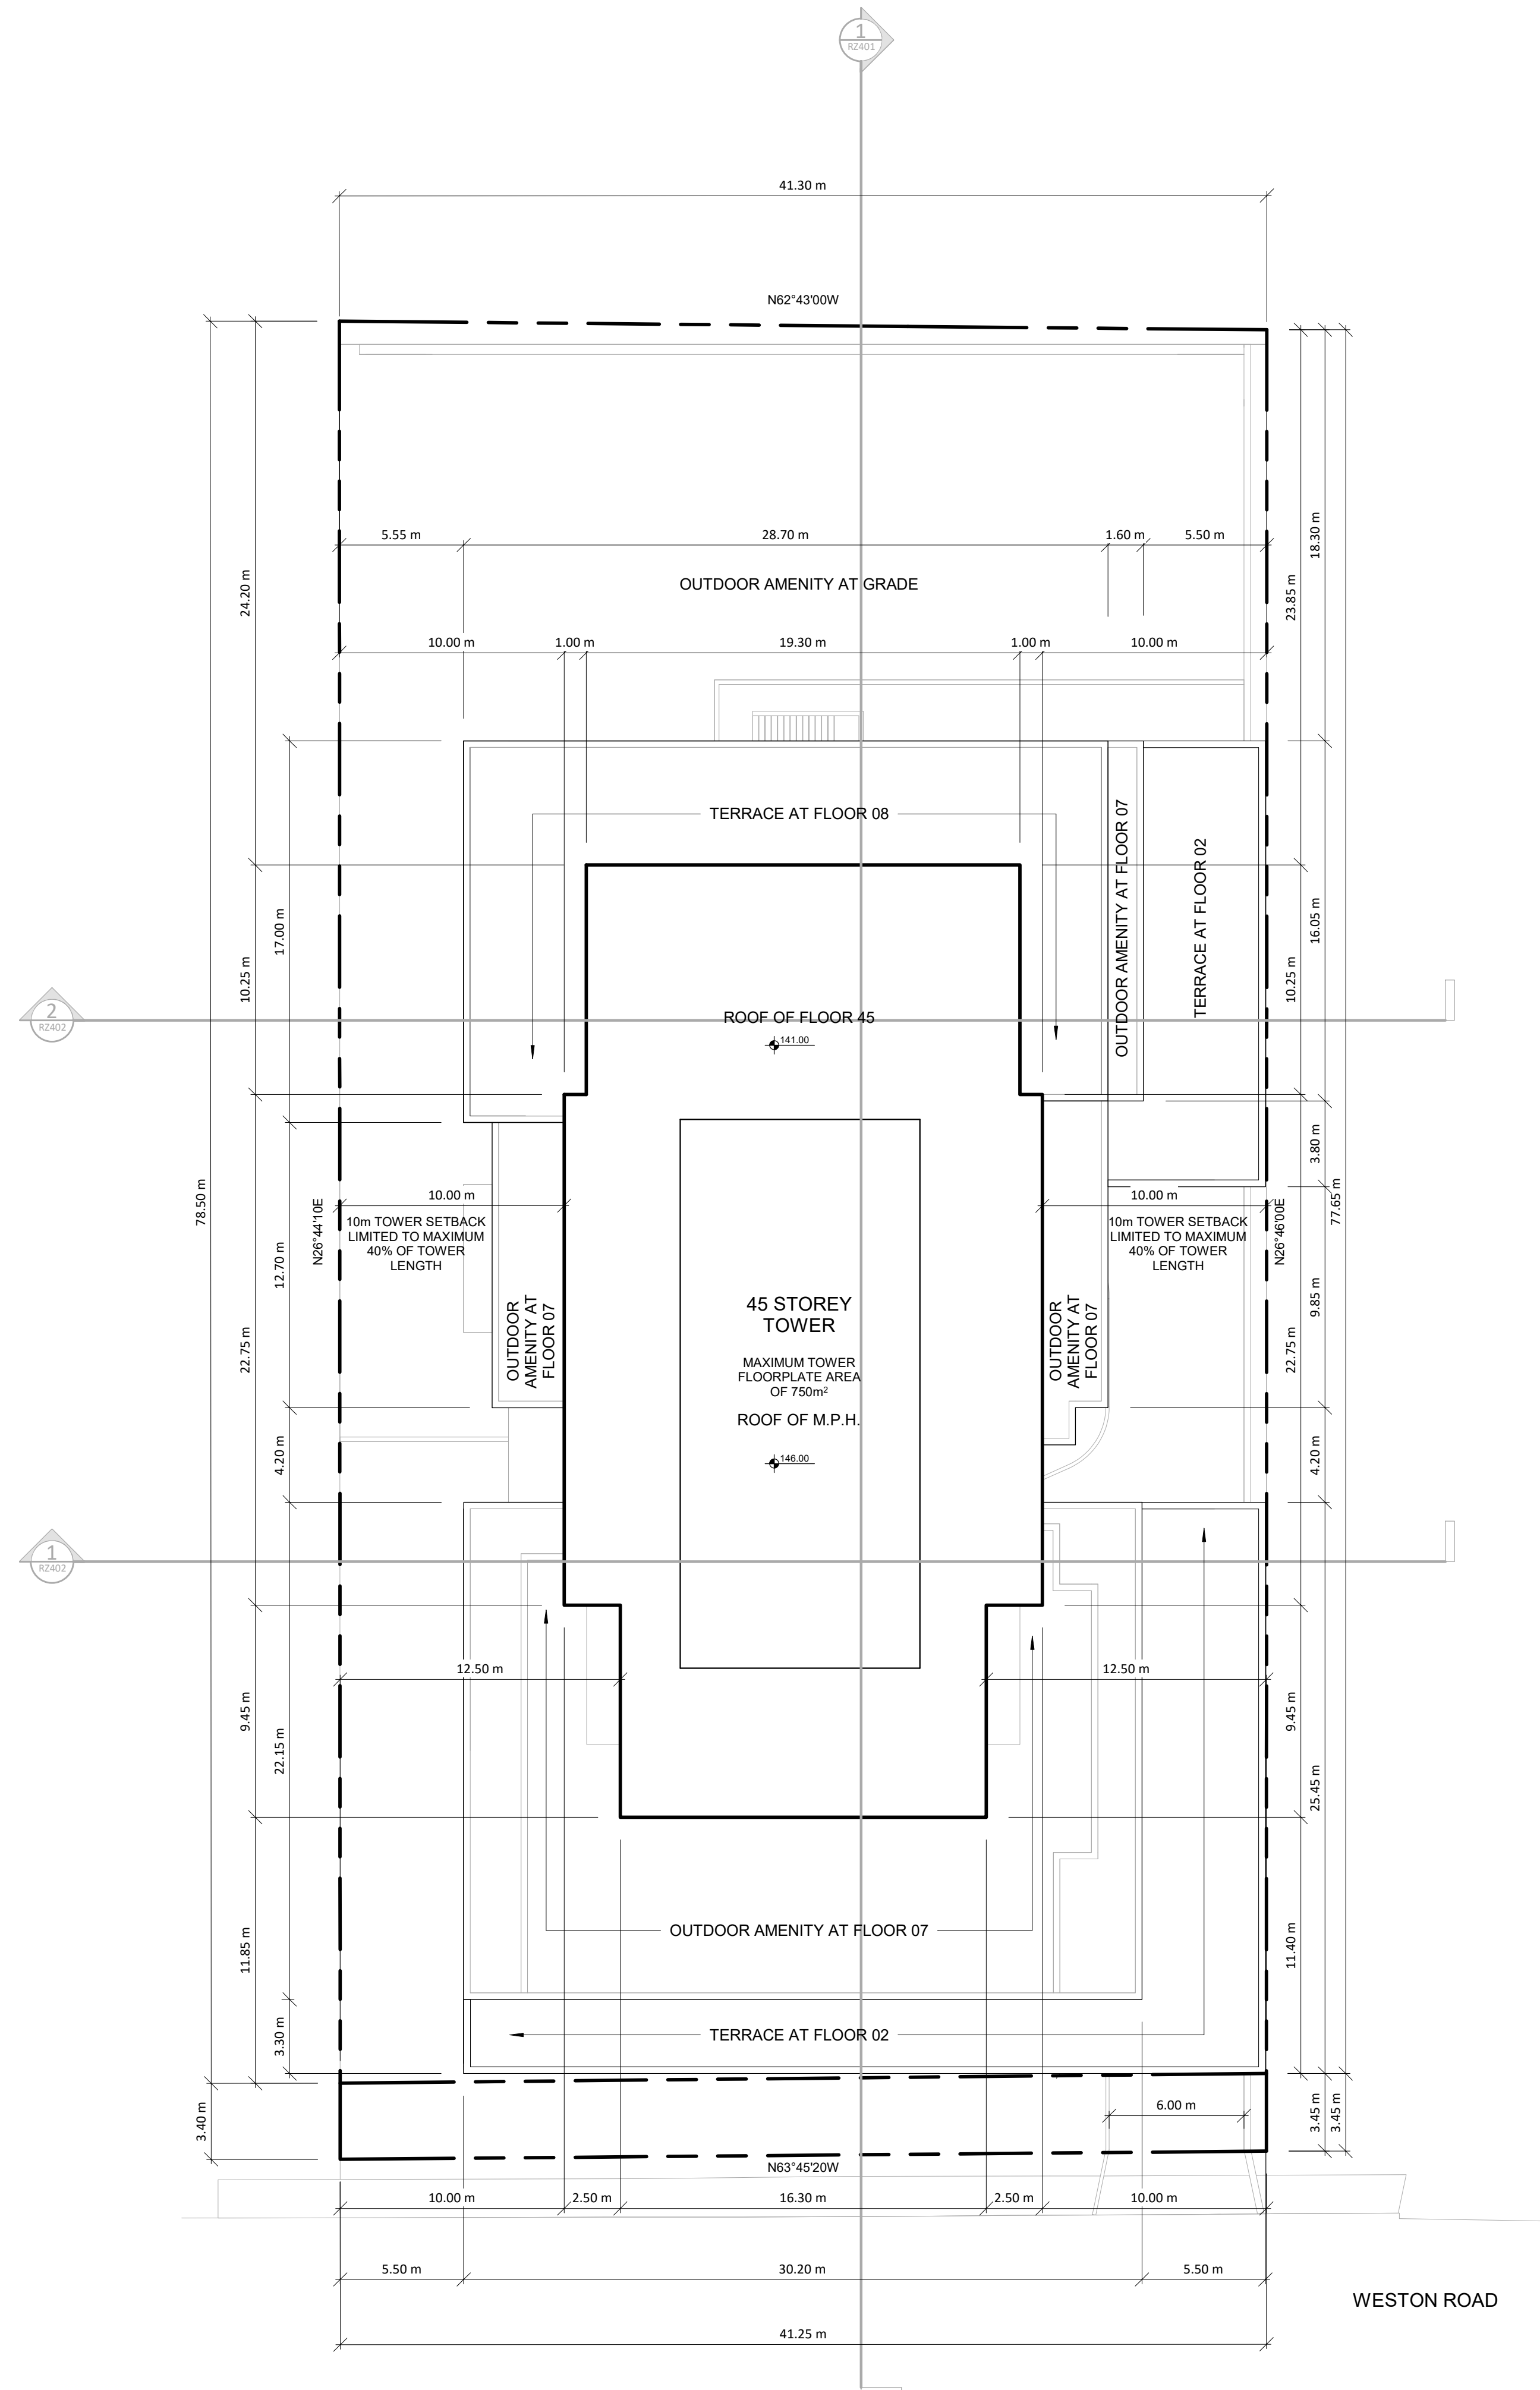 1
RZ401
41.30 m
N62°43'00W
5.55 m
28.70 m
1.60 m
5.50 m
18.30 m
24.20 m
23.85 m
OUTDOOR AMENITY AT GRADE
10.00 m
1.00 m
19.30 m
1.00 m
10.00 m
TERRACE AT FLOOR 08
OUTDOOR AMENITY AT FLOOR 07
TERRACE AT FLOOR 02
17.00 m
16.05 m
10.25 m
10.25 m
2
RZ402
ROOF OF FLOOR 45
141.00
3.80 m
78.50 m
N26°44'10E
10.00 m
10m TOWER SETBACK
LIMITED TO MAXIMUM
40% OF TOWER
LENGTH
10.00 m
10m TOWER SETBACK
LIMITED TO MAXIMUM
40% OF TOWER
LENGTH
N26°46'00E
77.65 m
12.70 m
9.85 m
22.75 m
22.75 m
OUTDOOR
AMENITY AT
FLOOR 07
45 STOREY
TOWER
MAXIMUM TOWER
FLOORPLATE AREA
OF 750m²
ROOF OF M.P.H.
146.00
OUTDOOR
AMENITY AT
FLOOR 07
4.20 m
4.20 m
1
RZ402
12.50 m
12.50 m
9.45 m
9.45 m
22.15 m
25.45 m
11.85 m
11.40 m
OUTDOOR AMENITY AT FLOOR 07
3.30 m
TERRACE AT FLOOR 02
3.40 m
6.00 m
3.45 m
3.45 m
N63°45'20W
10.00 m
2.50 m
16.30 m
2.50 m
10.00 m
5.50 m
30.20 m
5.50 m
WESTON ROAD
41.25 m